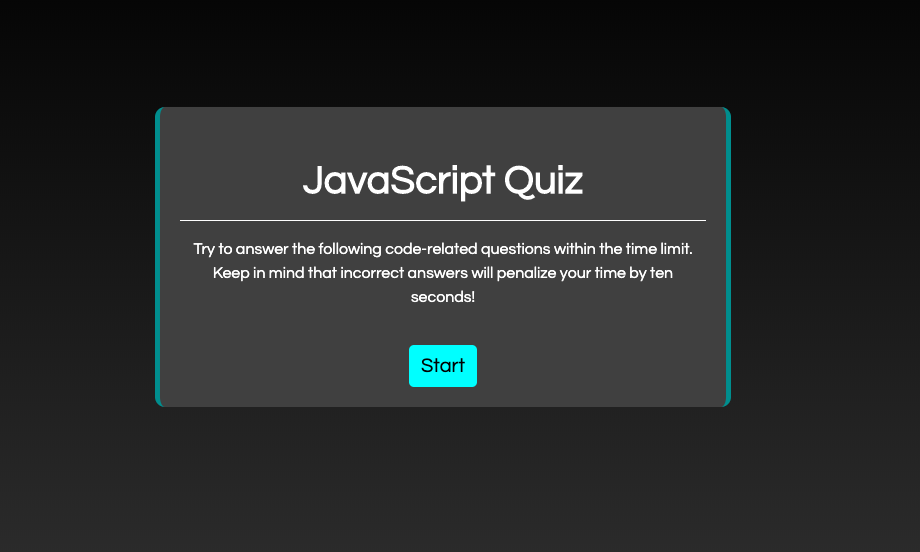 JavaScript Quiz
Try to answer the following code-related questions within the time limit.
Keep in mind that incorrect answers will penalize your time by ten
seconds!
Start